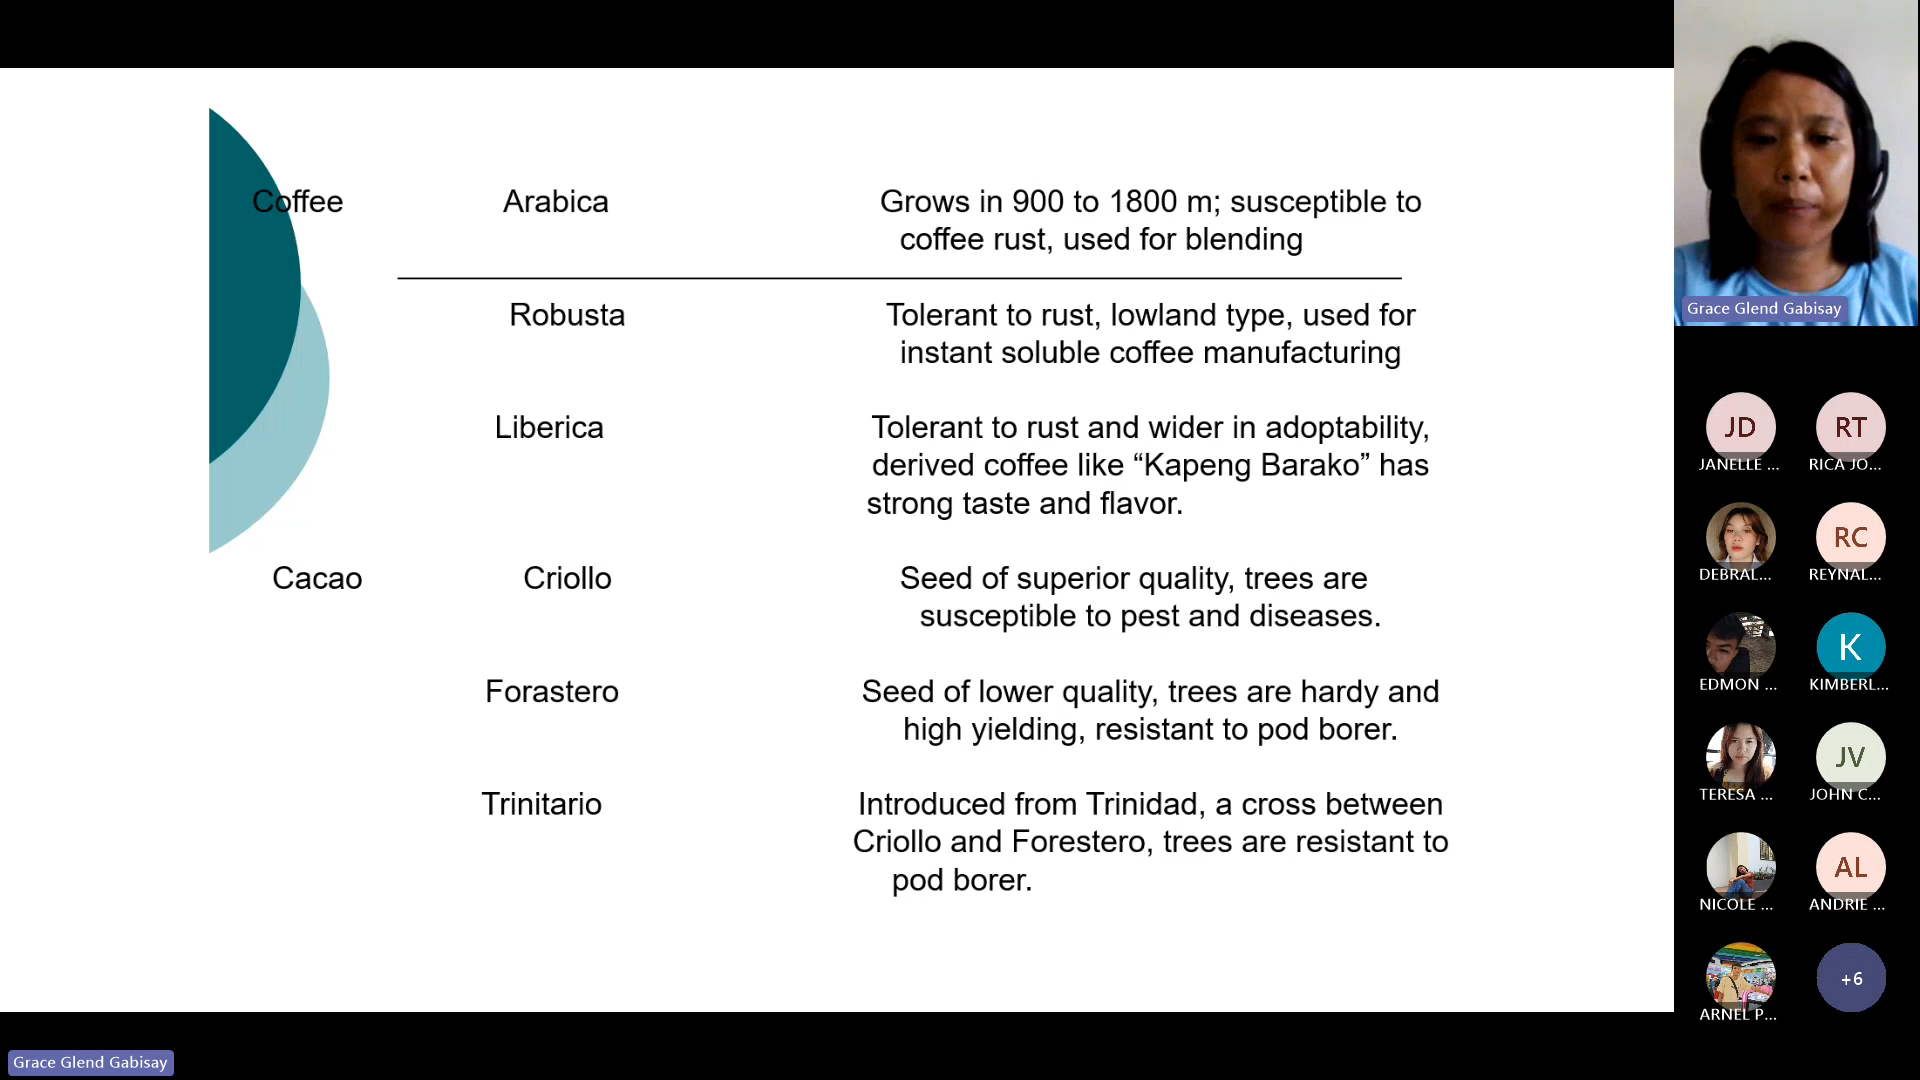 Coffee Arabica Grows in 900 to 1800 m; susceptible to
coffee rust, used for blending
Robusta Tolerant to rust, lowland type, used for
instant soluble coffee manufacturing
Liberica Tolerant to rust and wider in adoptability,
derived coffee like “Kapeng Barako” has
strong taste and flavor.
Cacao Criollo Seed of superior quality, trees are
susceptible to pest and diseases.
Forastero Seed of lower quality, trees are hardy and
high yielding, resistant to pod borer.
Trinitario Introduced from Trinidad, a cross between
Criollo and Forestero, trees are resistant to
pod borer.
Grace Glend Gabisay
JD RT
JANELLE ... RICA JO...
RC
DEBRAL... REYNAL...
K
EDMON ... KIMBERL...
JV
TERESA ... JOHN C...
AL
NICOLE ... ANDRIE ...
+6
ARNEL P...
Grace Glend Gabisay